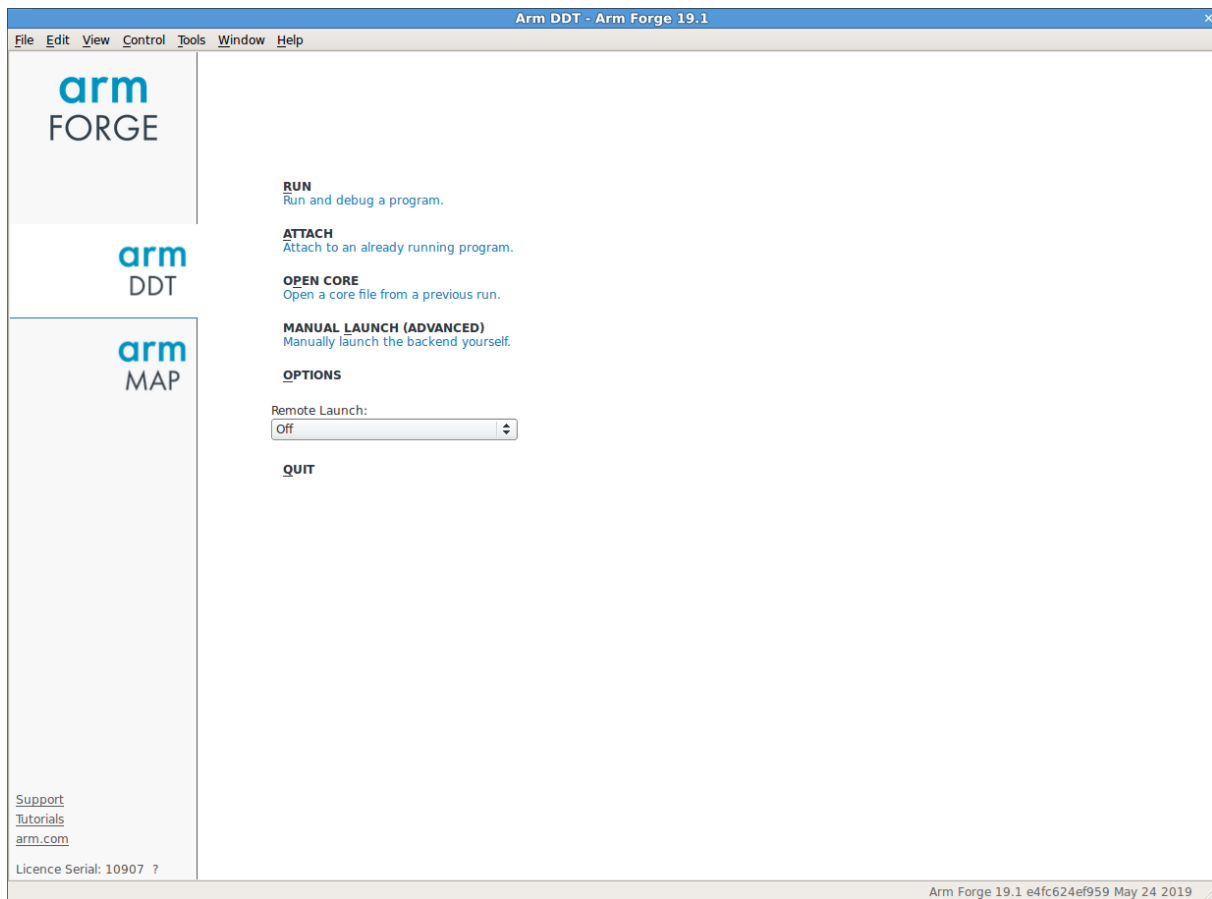 Arm DDT - Arm Forge 19.1
File Edit View Control Tools Window Help
arm
FORGE
arm
DDT
arm
MAP
RUN
Run and debug a program.
ATTACH
Attach to an already running program.
OPEN CORE
Open a core file from a previous run.
MANUAL LAUNCH (ADVANCED)
Manually launch the backend yourself.
OPTIONS
Remote Launch:
Off
QUIT
Support
Tutorials
arm.com
Licence Serial: 10907 ?
Arm Forge 19.1 e4fc624ef959 May 24 2019